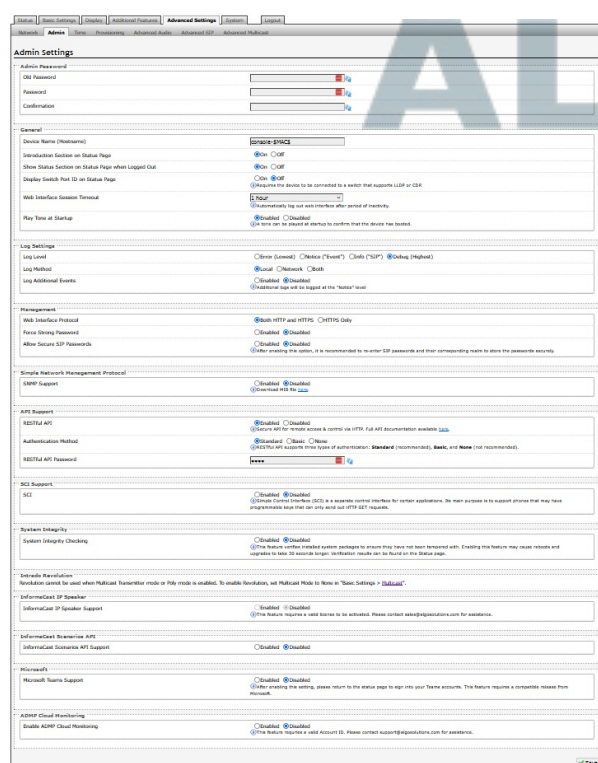 Status Basic Settings Display Additional Features Advanced Settings System Logout
Network Admin Time Provisioning Advanced Audio Advanced SIP Advanced Multicast
AL
Admin Settings
Admin Password
Old Password
Password
Confirmation
General
Device Name (Hostname) console-$MAC$
Introduction Section on Status Page On Off
Show Status Section on Status Page when Logged Out On Off
Display Switch Port ID on Status Page On Off
Requires the device to be connected to a switch that supports LLDP or CDP.
Web Interface Session Timeout 1 hour
Automatically log out web interface after period of inactivity.
Play Tone at Startup Enabled Disabled
A tone can be played at startup to confirm that the device has booted.
Log Settings
Log Level Error (Lowest) Notice ("Event") Info ("SIP") Debug (Highest)
Log Method Local Network Both
Log Additional Events Enabled Disabled
Additional logs will be logged at the "Notice" level
Management
Web Interface Protocol Both HTTP and HTTPS HTTPS Only
Force Strong Password Enabled Disabled
Allow Secure SIP Passwords Enabled Disabled
After enabling this option, it is recommended to re-enter SIP passwords and their corresponding realm to store the passwords securely.
Simple Network Management Protocol
SNMP Support Enabled Disabled
Download MIB file here.
API Support
RESTful API Enabled Disabled
Secure API for remote access & control via HTTP. Full API documentation available here.
Authentication Method Standard Basic None
RESTful API supports three types of authentication: Standard (recommended), Basic, and None (not recommended).
RESTful API Password ••••
SCI Support
SCI Enabled Disabled
Simple Control Interface (SCI) is a separate control interface for certain applications. Its main purpose is to support phones that may have
programmable keys that can only send out HTTP GET requests.
System Integrity
System Integrity Checking Enabled Disabled
This feature verifies installed system packages to ensure they have not been tampered with. Enabling this feature may cause reboots and
upgrades to take 30 seconds longer. Verification results can be found on the Status page.
Intrado Revolution
Revolution cannot be used when Multicast Transmitter mode or Poly mode is enabled. To enable Revolution, set Multicast Mode to None in "Basic Settings > Multicast".
InformaCast IP Speaker
InformaCast IP Speaker Support Enabled Disabled
This feature requires a valid license to be activated. Please contact sales@algosolutions.com for assistance.
InformaCast Scenarios API
InformaCast Scenarios API Support Enabled Disabled
Microsoft
Microsoft Teams Support Enabled Disabled
After enabling this setting, please return to the status page to sign into your Teams accounts. This feature requires a compatible release from
Microsoft.
ADMP Cloud Monitoring
Enable ADMP Cloud Monitoring Enabled Disabled
This feature requires a valid Account ID. Please contact support@algosolutions.com for assistance.
Save